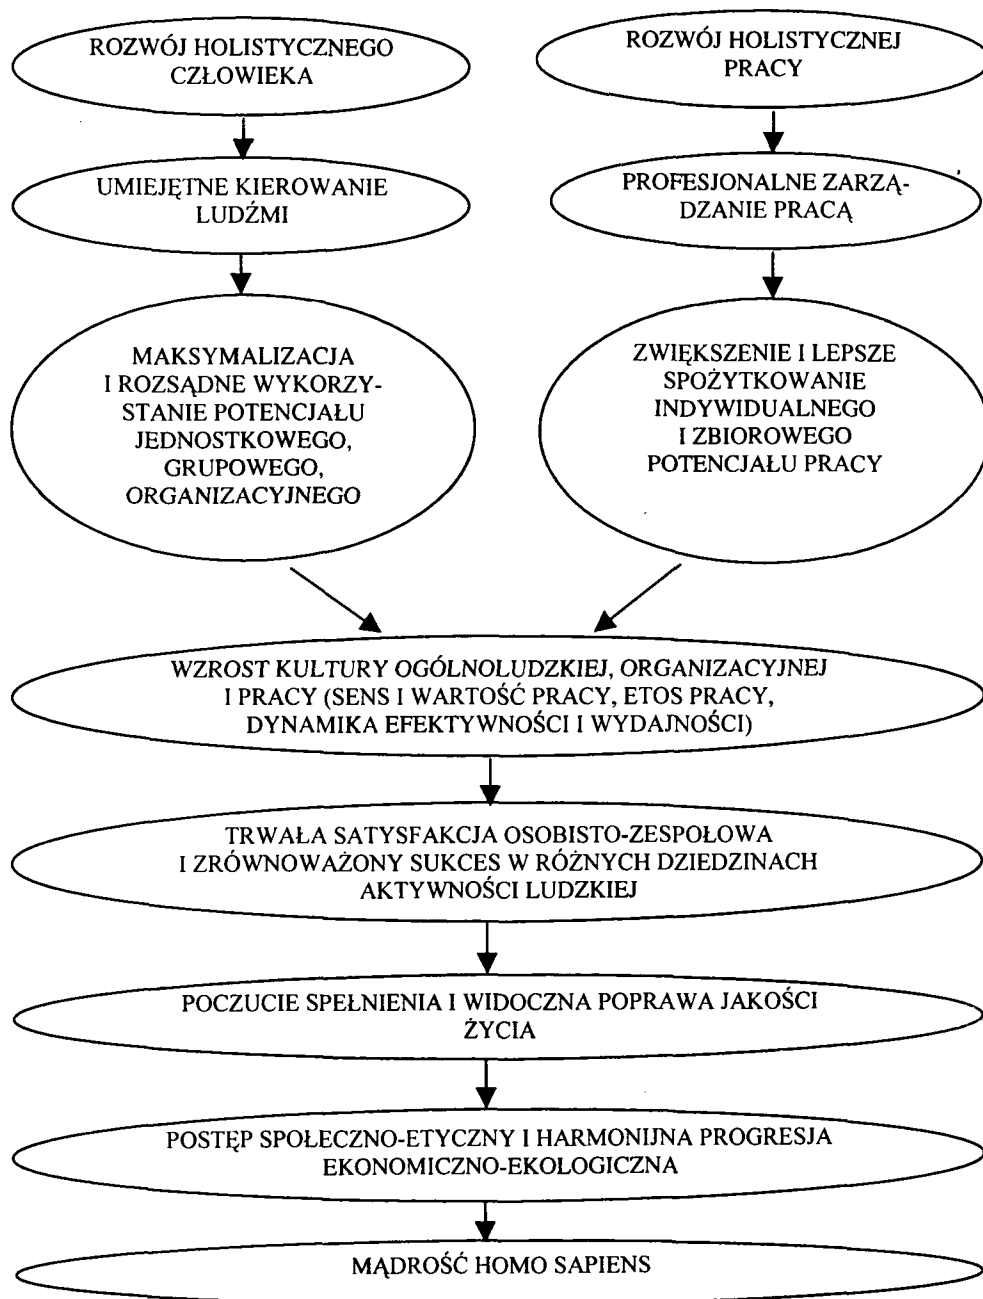 ROZWÓJ HOLISTYCZNEGO
CZŁOWIEKA
ROZWÓJ HOLISTYCZNEJ
PRACY
UMIEJĘTNE KIEROWANIE
LUDŹMI
PROFESJONALNE ZARZĄ-
DZANIE PRACĄ
MAKSYMALIZACJA
I ROZSĄDNE WYKORZY-
STANIE POTENCJAŁU
JEDNOSTKOWEGO,
GRUPOWEGO,
ORGANIZACYJNEGO
ZWIĘKSZENIE I LEPSZE
SPOŻYTKOWANIE
INDYWIDUALNEGO
I ZBIOROWEGO
POTENCJAŁU PRACY
WZROST KULTURY OGÓLNOLUDZKIEJ, ORGANIZACYJNEJ
I PRACY (SENS I WARTOŚĆ PRACY, ETOS PRACY,
DYNAMIKA EFEKTYWNOŚCI I WYDAJNOŚCI)
TRWAŁA SATYSFAKCJA OSOBISTO-ZESPOŁOWA
I ZRÓWNOWAŻONY SUKCES W RÓŻNYCH DZIEDZINACH
AKTYWNOŚCI LUDZKIEJ
POCZUCIE SPEŁNIENIA I WIDOCZNA POPRAWA JAKOŚCI
ŻYCIA
POSTĘP SPOŁECZNO-ETYCZNY I HARMONIJNA PROGRESJA
EKONOMICZNO-EKOLOGICZNA
MĄDROŚĆ HOMO SAPIENS